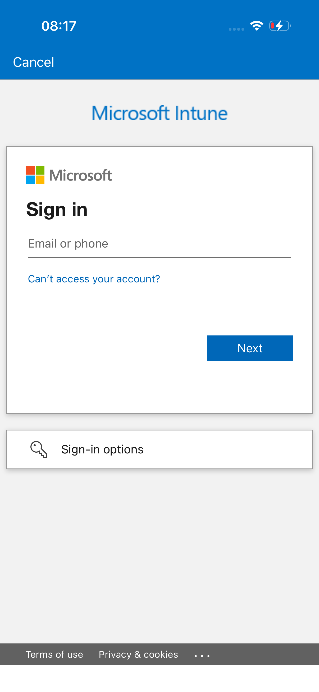 08:17
Cancel
Microsoft Intune
Microsoft
Sign in
Email or phone
Can't access your account?
Next
Sign-in options
Terms of use Privacy & cookies ...